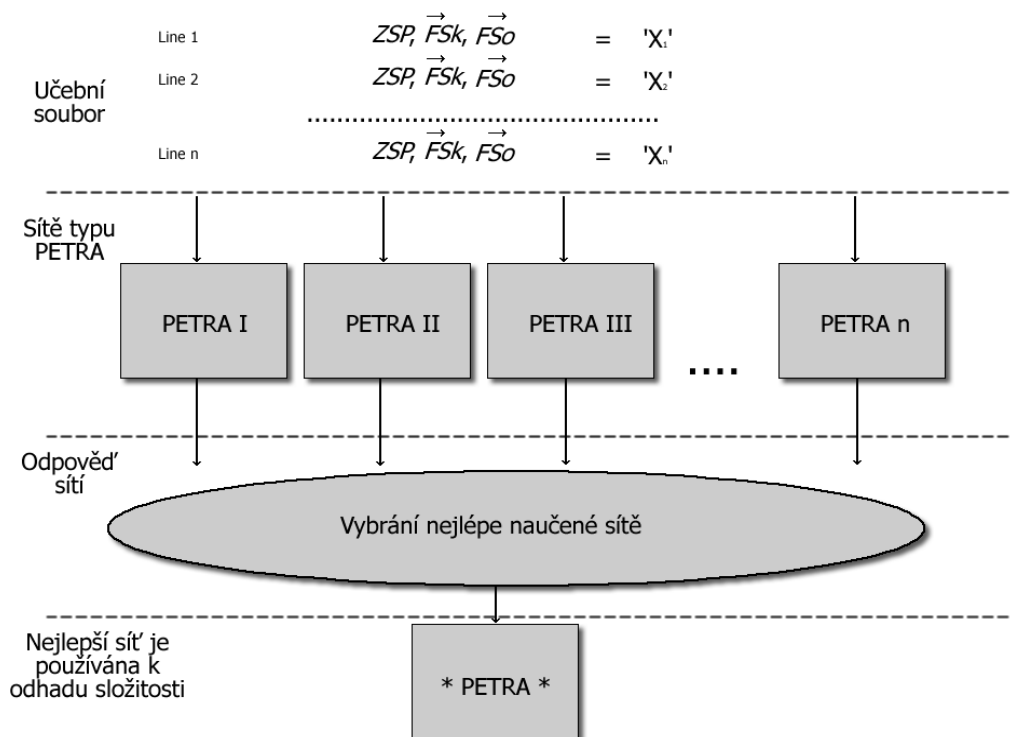 Učební
soubor
Line 1 ZSP, FSk, FSo = 'X₁'
Line 2 ZSP, FSk, FSo = 'X₂'
................................................
Line n ZSP, FSk, FSo = 'Xₙ'
Sítě typu
PETRA
PETRA I PETRA II PETRA III .... PETRA n
Odpověď
sítí
Vybrání nejlépe naučené sítě
Nejlepší síť je
používána k
odhadu složitosti
* PETRA *